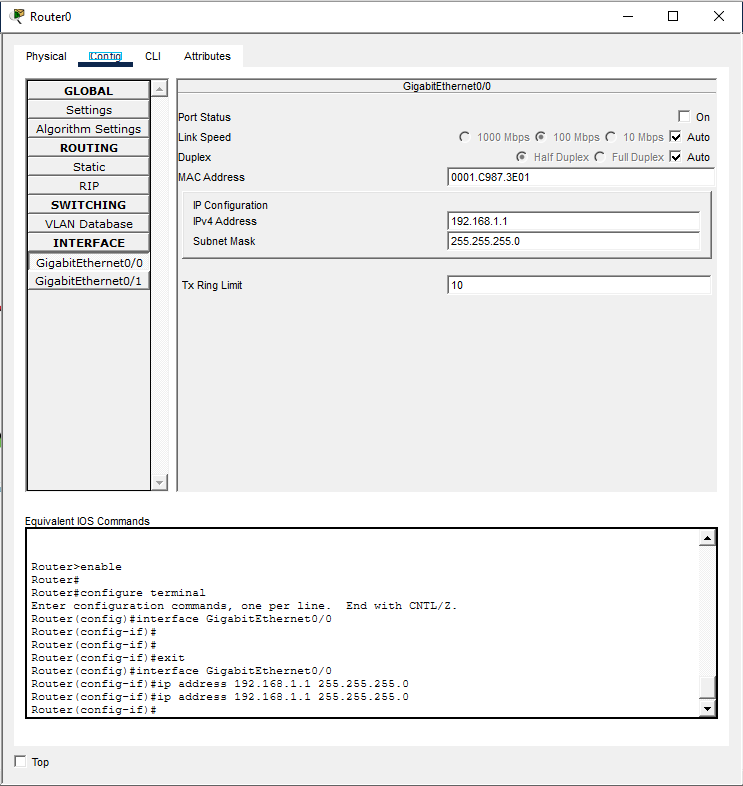 Router0
Physical Config CLI Attributes
GLOBAL
Settings
Algorithm Settings
ROUTING
Static
RIP
SWITCHING
VLAN Database
INTERFACE
GigabitEthernet0/0
GigabitEthernet0/1
GigabitEthernet0/0
Port Status On
Link Speed 1000 Mbps 100 Mbps 10 Mbps Auto
Duplex Half Duplex Full Duplex Auto
MAC Address 0001.C987.3E01
IP Configuration
IPv4 Address 192.168.1.1
Subnet Mask 255.255.255.0
Tx Ring Limit 10
Equivalent IOS Commands
Router>enable
Router#
Router#configure terminal
Enter configuration commands, one per line.  End with CNTL/Z.
Router(config)#interface GigabitEthernet0/0
Router(config-if)#
Router(config-if)#
Router(config-if)#exit
Router(config)#interface GigabitEthernet0/0
Router(config-if)#ip address 192.168.1.1 255.255.255.0
Router(config-if)#ip address 192.168.1.1 255.255.255.0
Router(config-if)#
Top